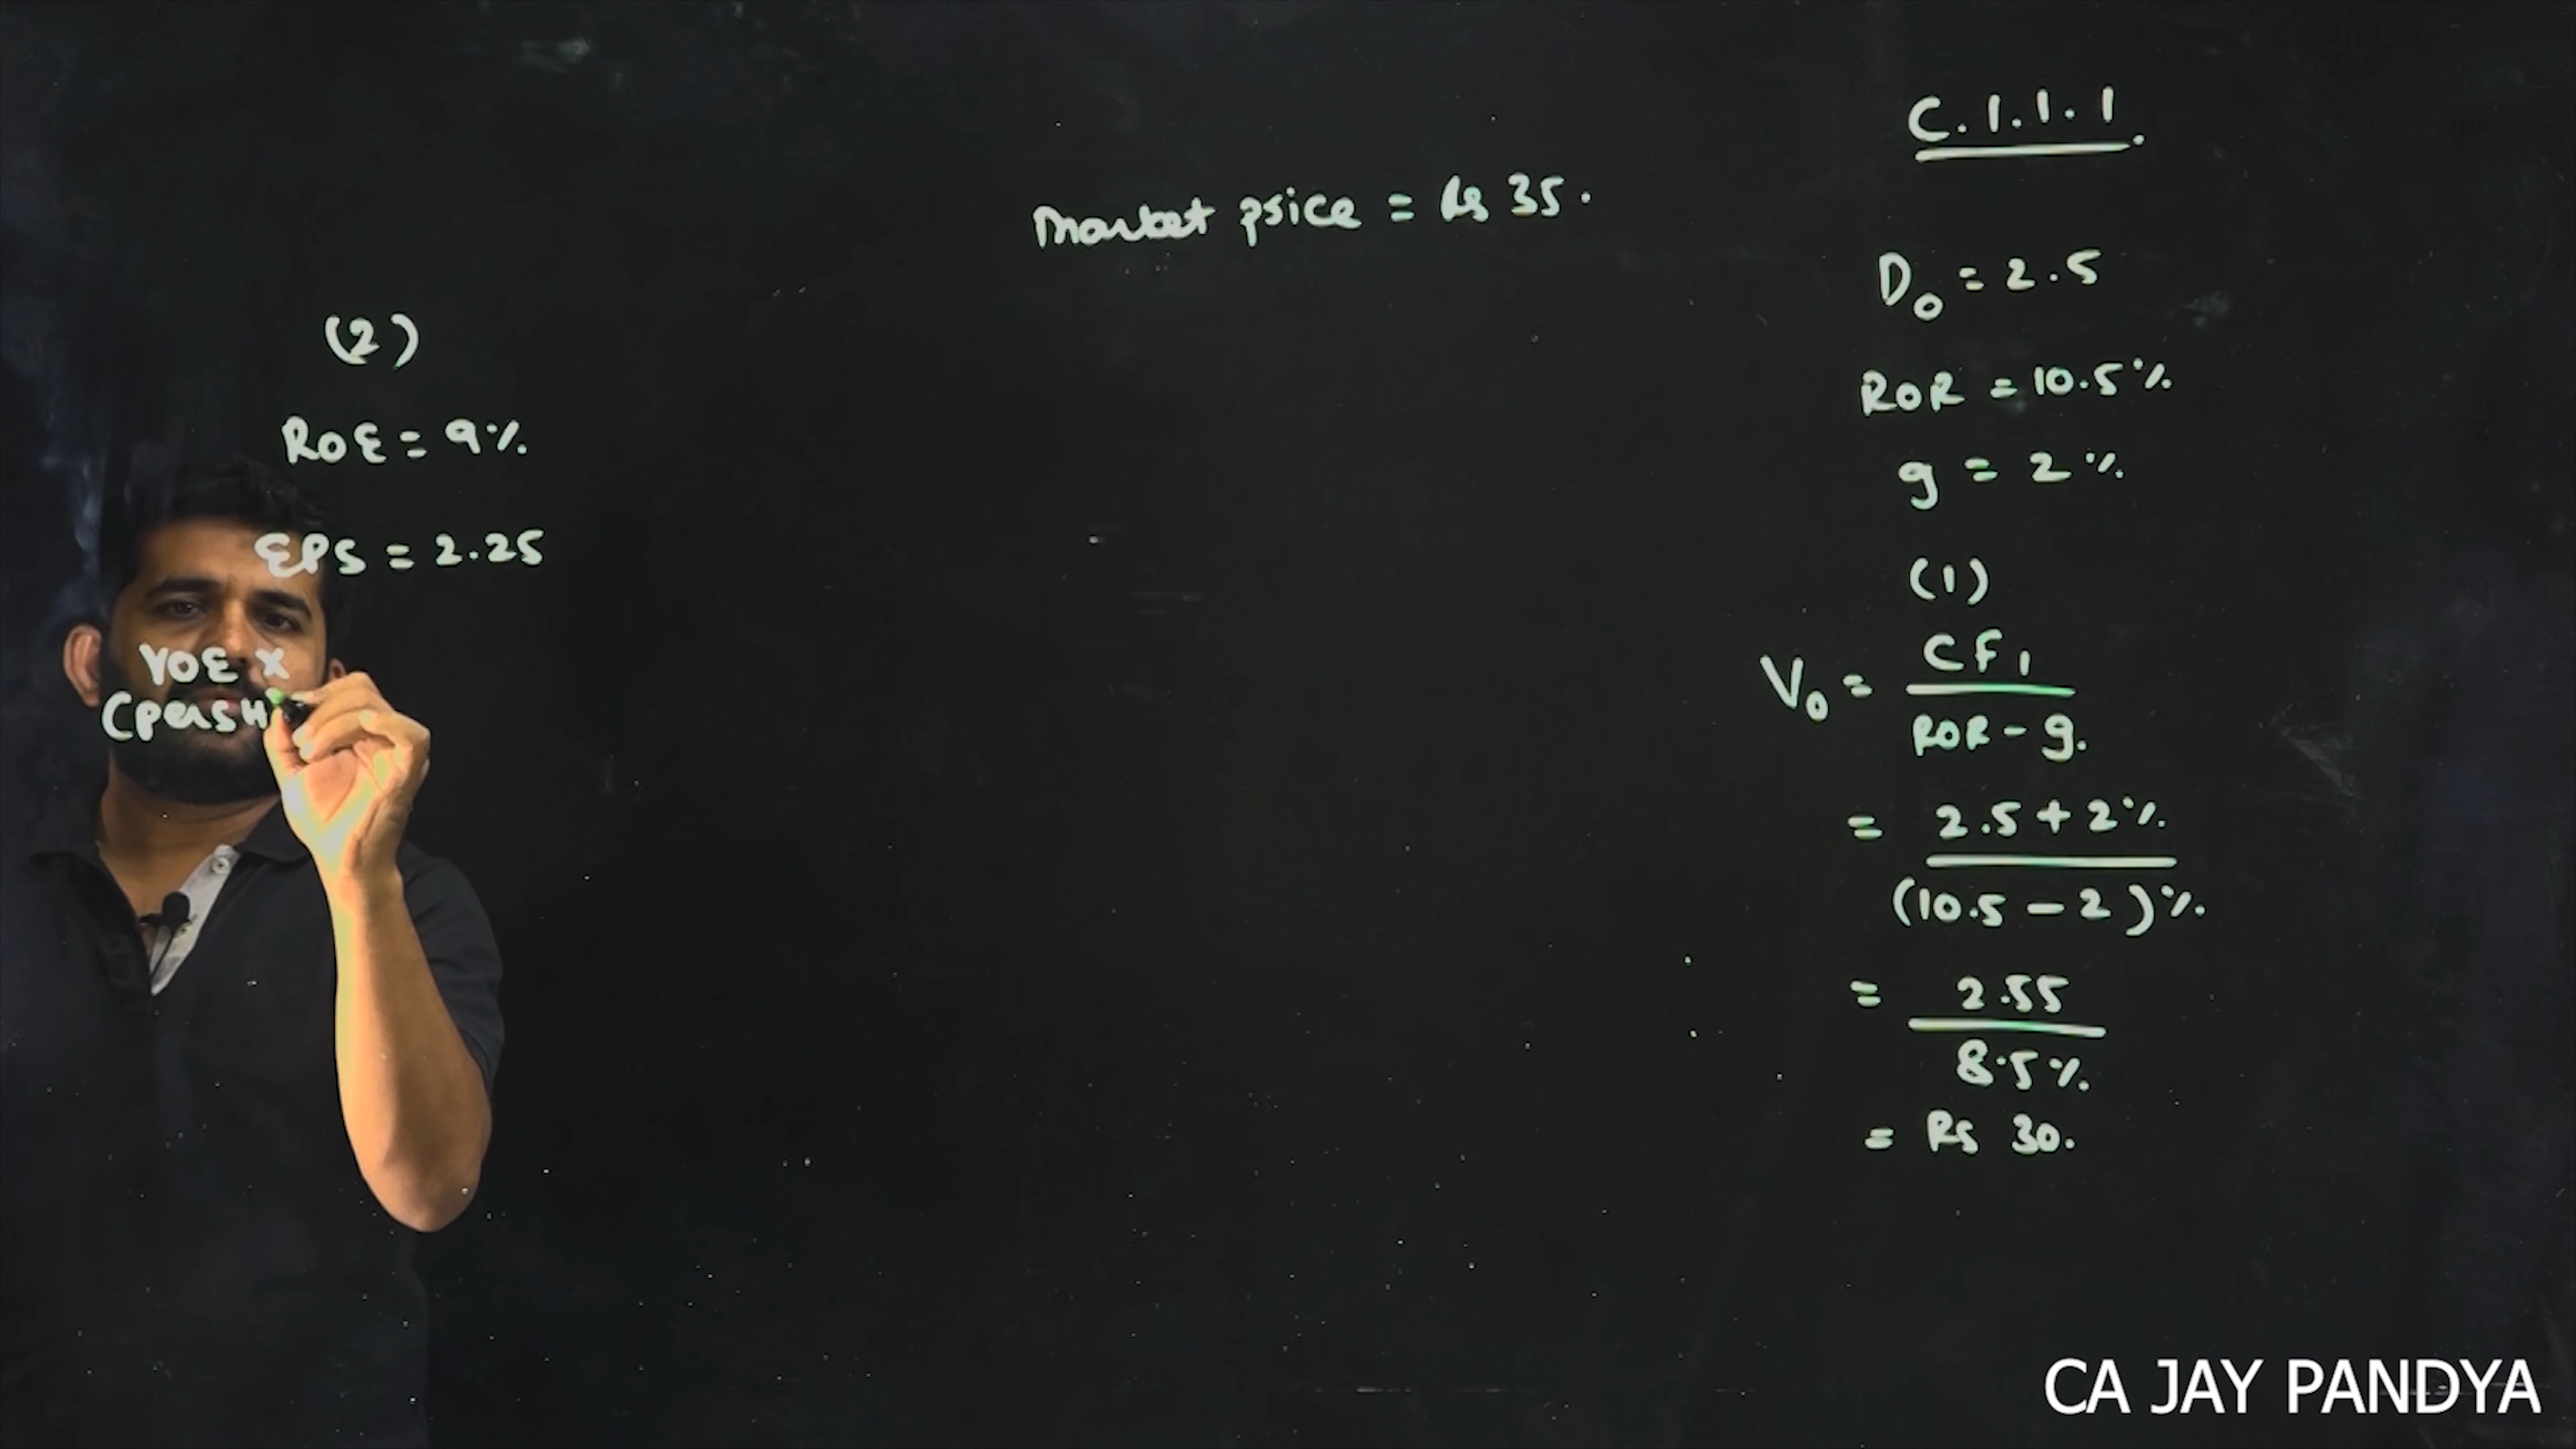 C.1.1.1.
Market price = Rs 35.
D₀ = 2.5
ROR = 10.5%
g = 2%
(1)
V₀ = CF₁
ROR - g.
= 2.5 + 2%
(10.5 - 2)%
= 2.55
8.5%
= Rs 30.
(2)
ROE = 9%
EPS = 2.25
VOE X
(persH
CA JAY PANDYA